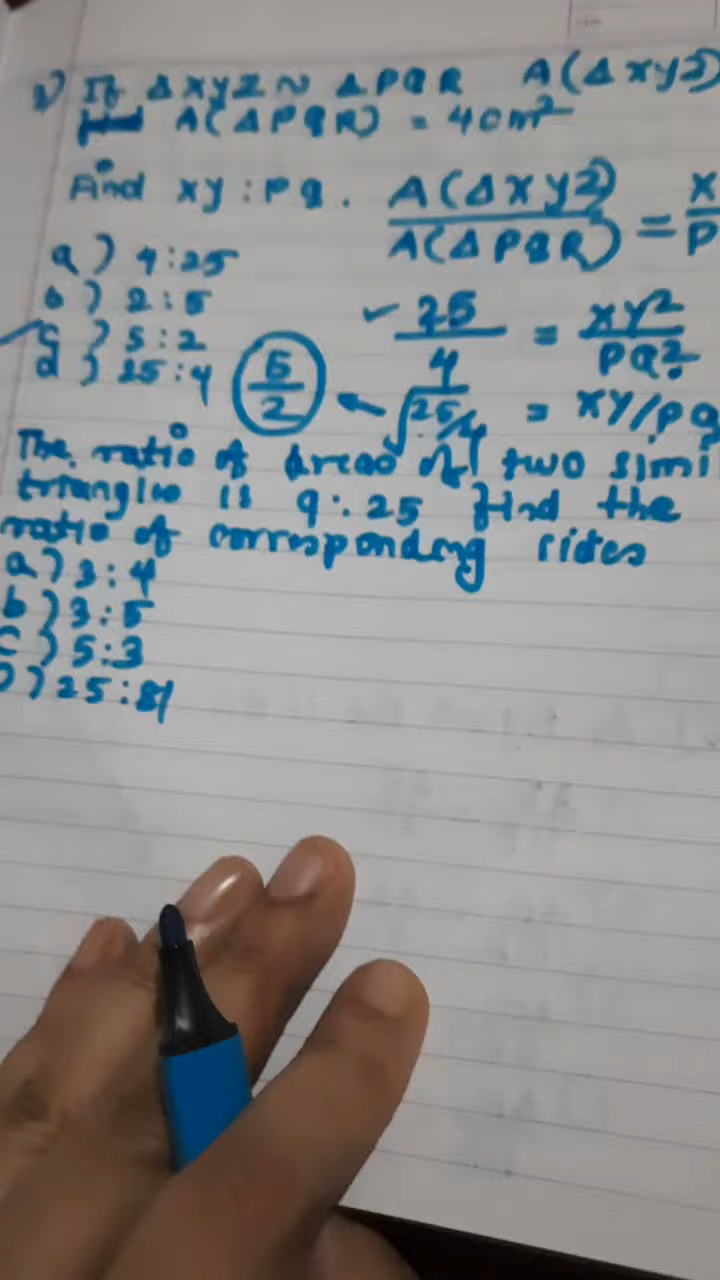 If Δ XYZ ~ Δ PQR A(Δ XYZ)
A(Δ PQR) = 4cm²
Find XY : PQ. A(Δ XYZ) / A(Δ PQR) = X / P
a) 4:25
b) 2:5
c) 5:2
d) 25:4
25 / 4 = XY² / PQ²
5/2 ← √25/4 = XY/PQ
The ratio of areas of two simi
triangles is 9:25 find the
ratio of corresponding sides
a) 3:4
b) 3:5
c) 5:3
D) 25:81